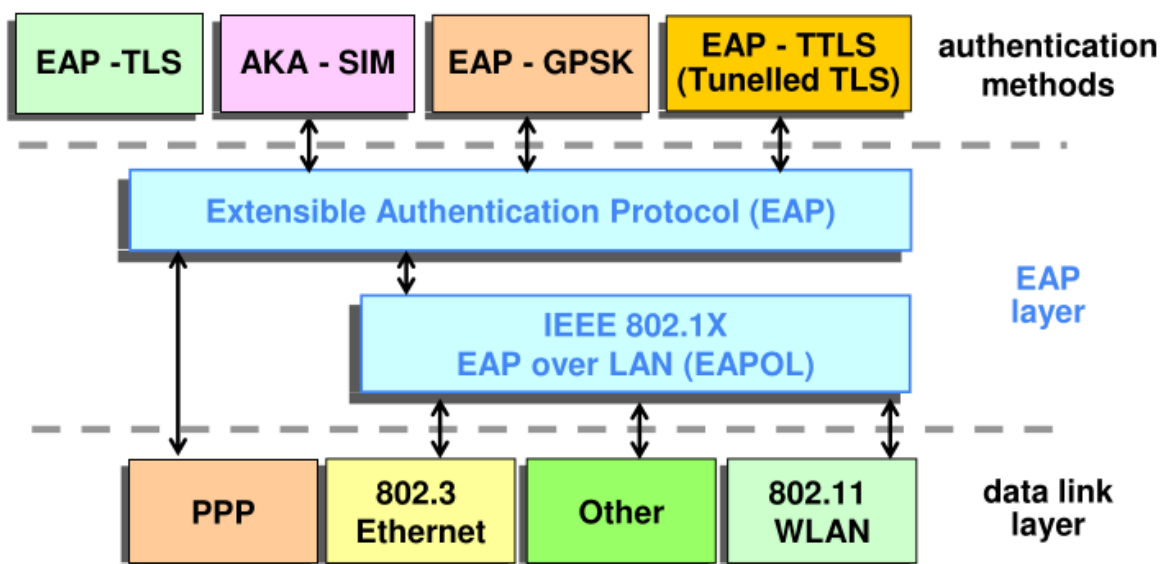 EAP -TLS
AKA - SIM
EAP - GPSK
EAP - TTLS
(Tunelled TLS)
authentication
methods
Extensible Authentication Protocol (EAP)
EAP
layer
IEEE 802.1X
EAP over LAN (EAPOL)
PPP
802.3
Ethernet
Other
802.11
WLAN
data link
layer